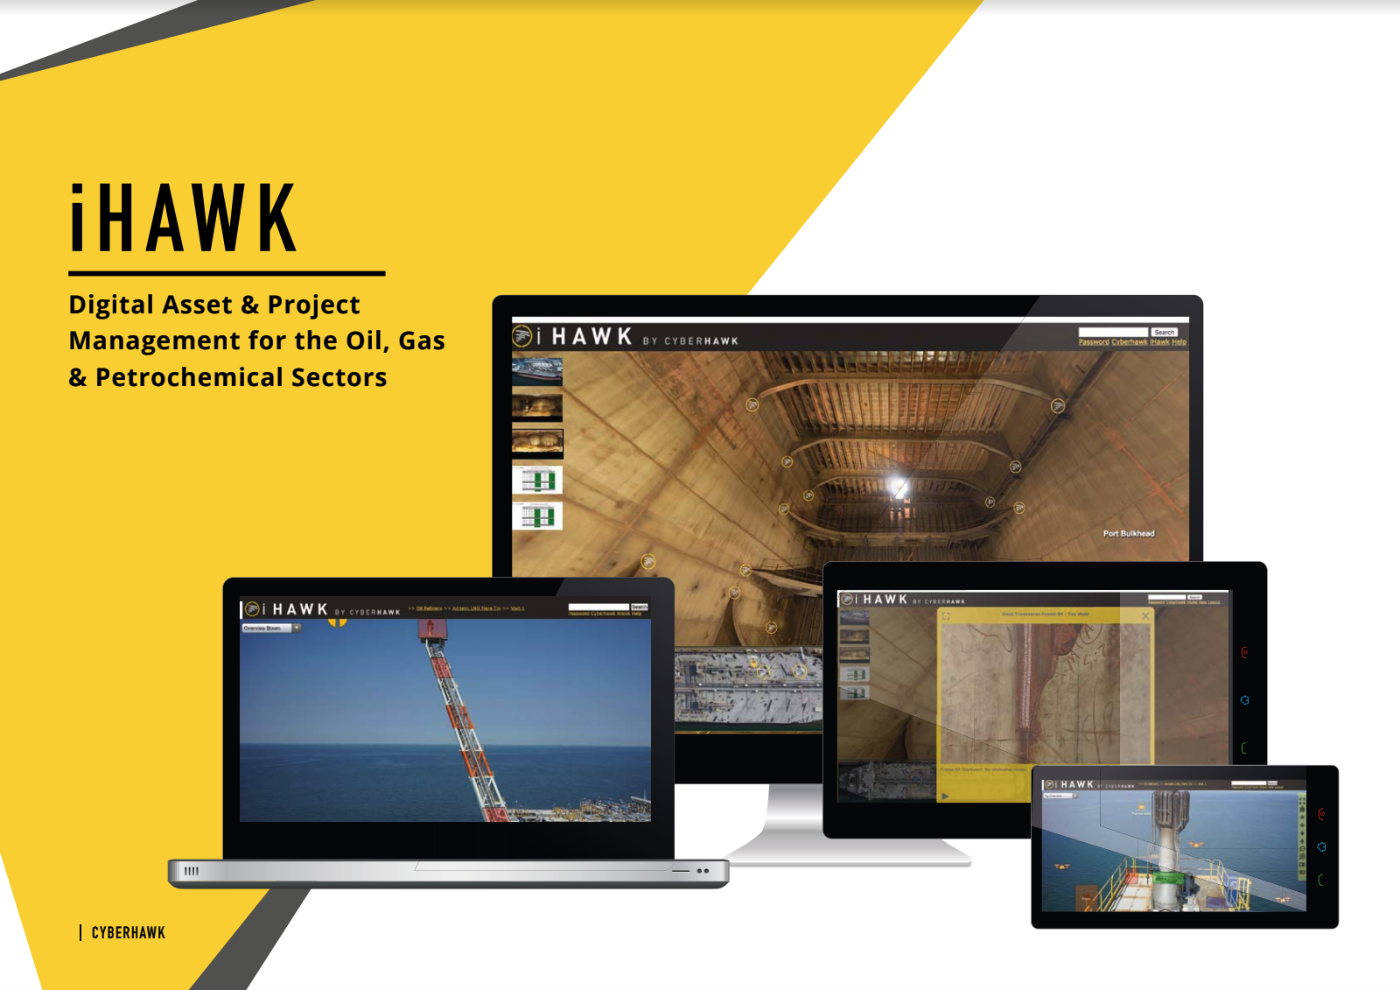 iHAWK
Digital Asset & Project
Management for the Oil, Gas
& Petrochemical Sectors
i HAWK BY CYBERHAWK
Search
Password Cyberhawk iHawk Help
Port Bulkhead
i HAWK BY CYBERHAWK
Search
Overview Boom
i HAWK BY CYBERHAWK
i HAWK BY CYBERHAWK
| CYBERHAWK